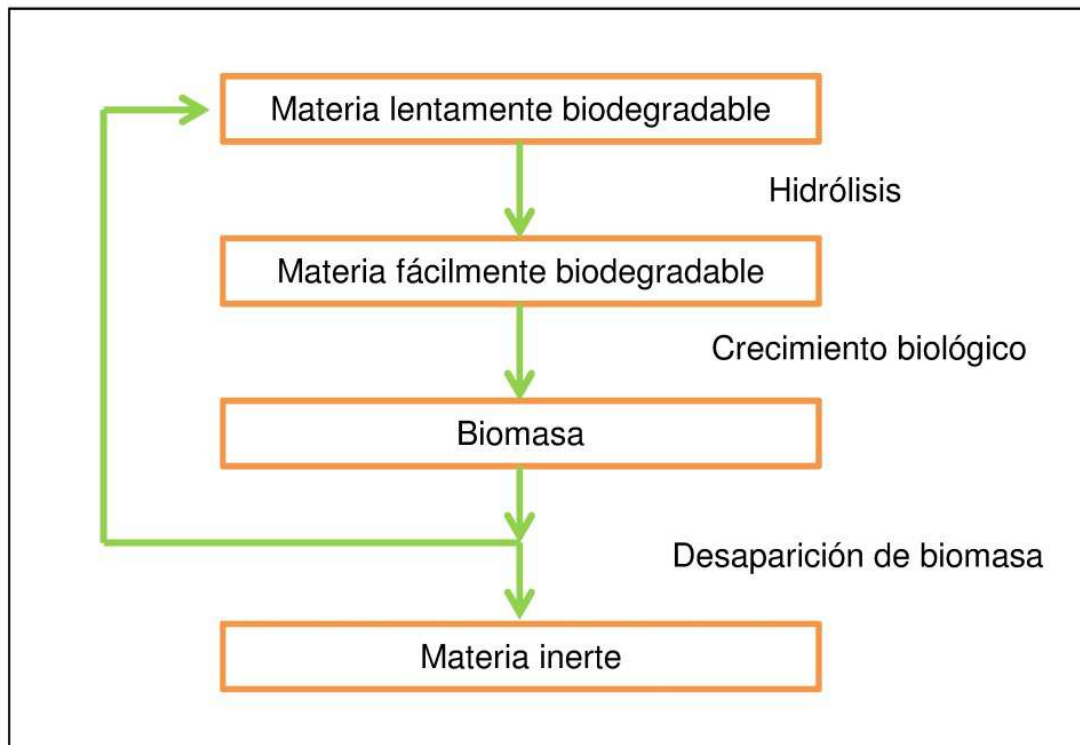 Materia lentamente biodegradable
Hidrólisis
Materia fácilmente biodegradable
Crecimiento biológico
Biomasa
Desaparición de biomasa
Materia inerte